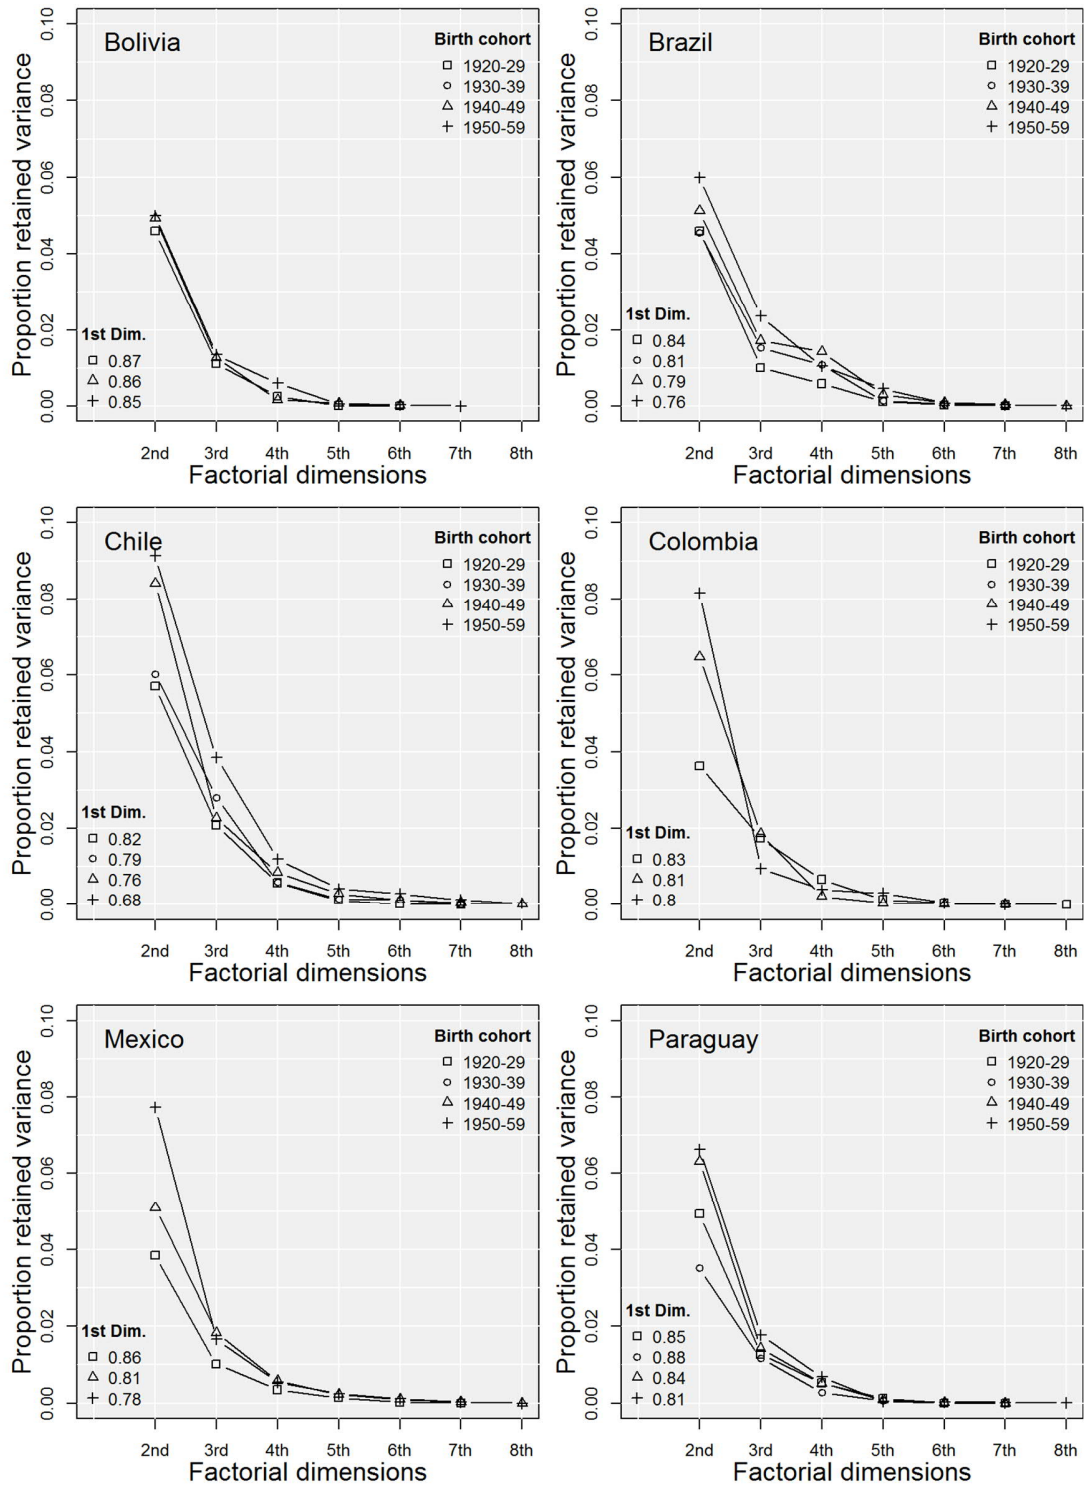 Bolivia
Birth cohort
1920-29
1930-39
1940-49
1950-59
Proportion retained variance
0.00 0.02 0.04 0.06 0.08 0.10
1st Dim.
0.87
0.86
0.85
2nd 3rd 4th 5th 6th 7th 8th
Factorial dimensions
Brazil
Birth cohort
1920-29
1930-39
1940-49
1950-59
Proportion retained variance
0.00 0.02 0.04 0.06 0.08 0.10
1st Dim.
0.84
0.81
0.79
0.76
2nd 3rd 4th 5th 6th 7th 8th
Factorial dimensions
Chile
Birth cohort
1920-29
1930-39
1940-49
1950-59
Proportion retained variance
0.00 0.02 0.04 0.06 0.08 0.10
1st Dim.
0.82
0.79
0.76
0.68
2nd 3rd 4th 5th 6th 7th 8th
Factorial dimensions
Colombia
Birth cohort
1920-29
1930-39
1940-49
1950-59
Proportion retained variance
0.00 0.02 0.04 0.06 0.08 0.10
1st Dim.
0.83
0.81
0.8
2nd 3rd 4th 5th 6th 7th 8th
Factorial dimensions
Mexico
Birth cohort
1920-29
1930-39
1940-49
1950-59
Proportion retained variance
0.00 0.02 0.04 0.06 0.08 0.10
1st Dim.
0.86
0.81
0.78
2nd 3rd 4th 5th 6th 7th 8th
Factorial dimensions
Paraguay
Birth cohort
1920-29
1930-39
1940-49
1950-59
Proportion retained variance
0.00 0.02 0.04 0.06 0.08 0.10
1st Dim.
0.85
0.88
0.84
0.81
2nd 3rd 4th 5th 6th 7th 8th
Factorial dimensions